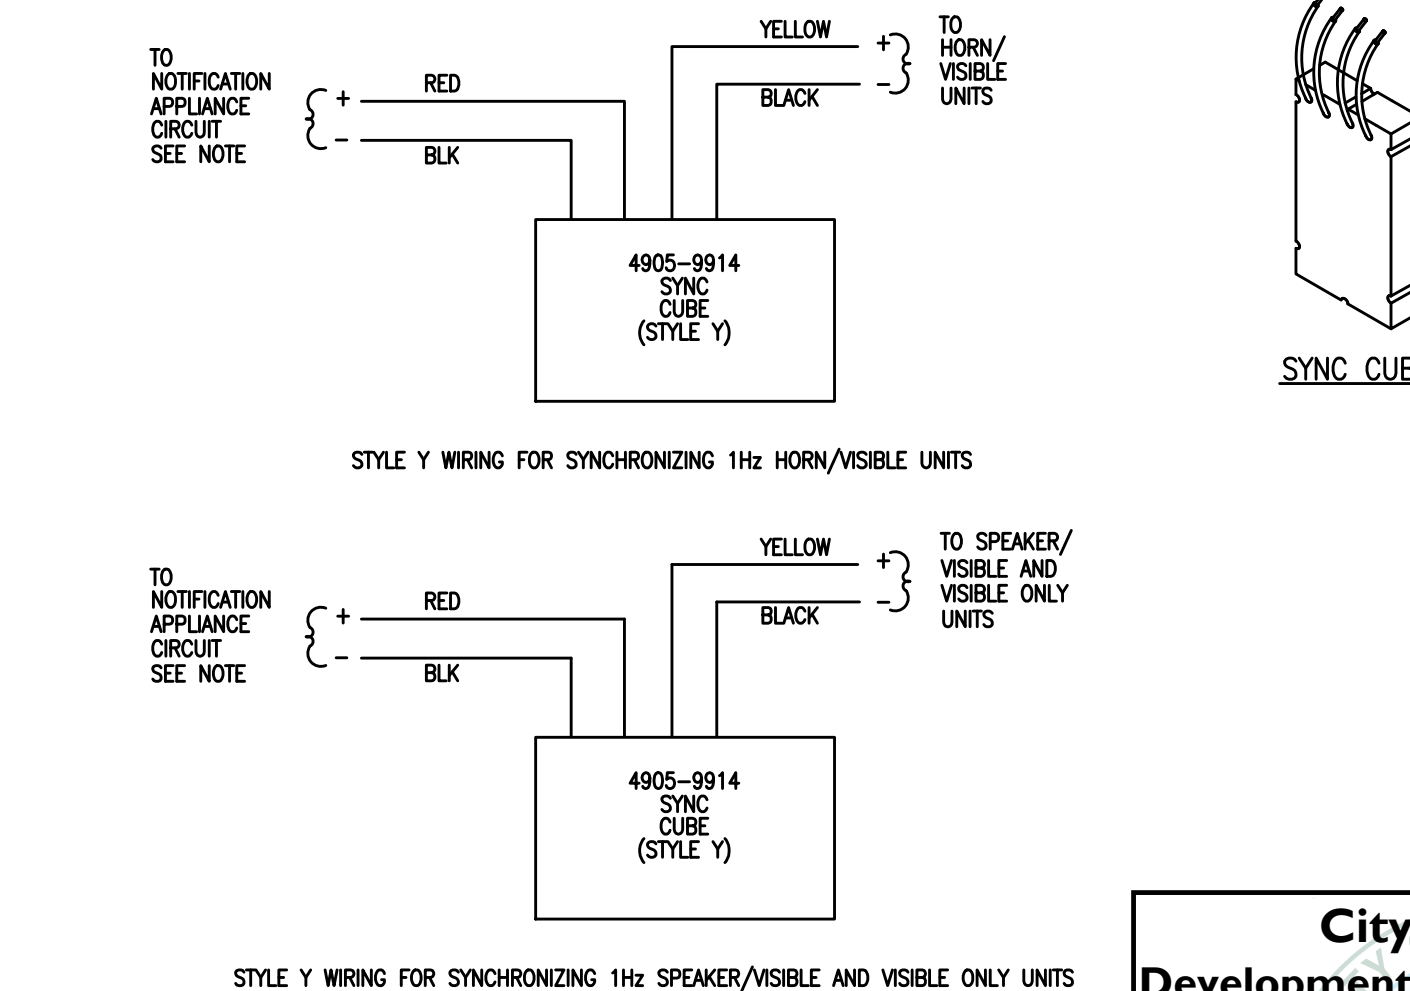 TO
NOTIFICATION
APPLIANCE
CIRCUIT
SEE NOTE
+
−
RED
BLK
YELLOW
BLACK
+
−
TO
HORN/
VISIBLE
UNITS
4905-9914
SYNC
CUBE
(STYLE Y)
SYNC CUB
STYLE Y WIRING FOR SYNCHRONIZING 1Hz HORN/VISIBLE UNITS
TO
NOTIFICATION
APPLIANCE
CIRCUIT
SEE NOTE
+
−
RED
BLK
YELLOW
BLACK
+
−
TO SPEAKER/
VISIBLE AND
VISIBLE ONLY
UNITS
4905-9914
SYNC
CUBE
(STYLE Y)
STYLE Y WIRING FOR SYNCHRONIZING 1Hz SPEAKER/VISIBLE AND VISIBLE ONLY UNITS
City
Development